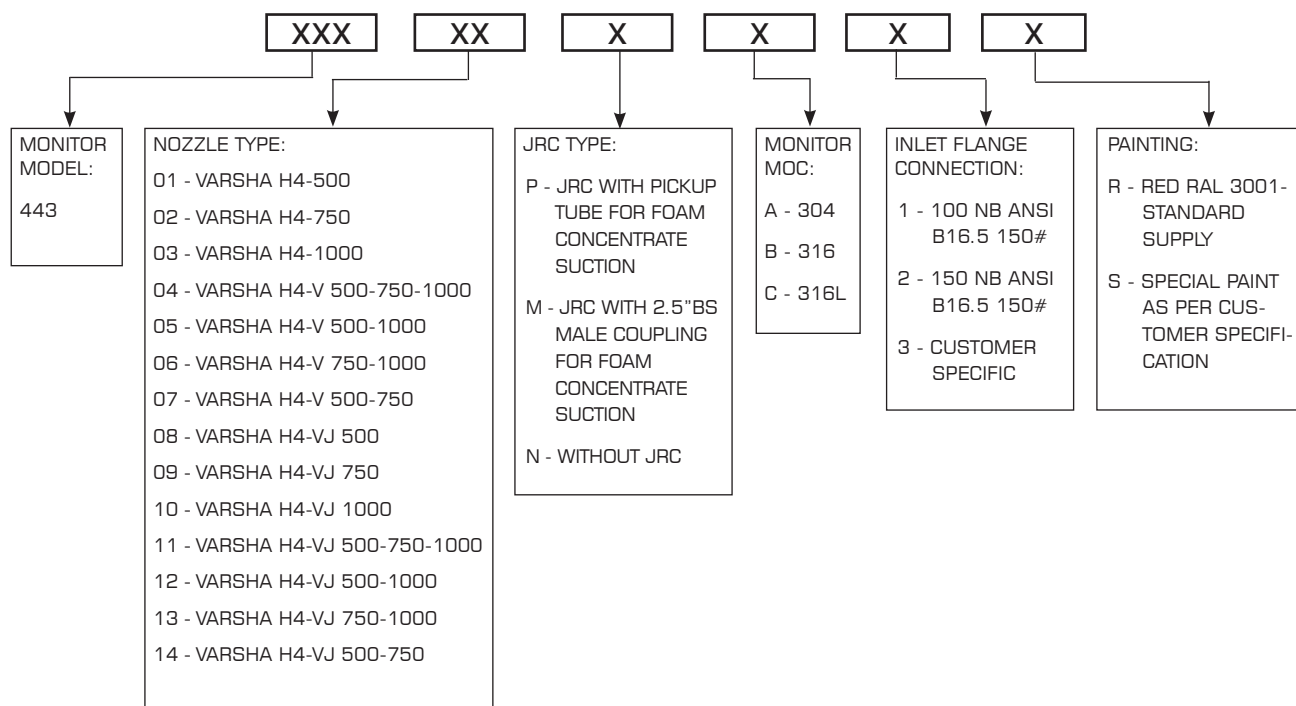 XXX XX X X X X
MONITOR
MODEL:
443
NOZZLE TYPE:
01 - VARSHA H4-500
02 - VARSHA H4-750
03 - VARSHA H4-1000
04 - VARSHA H4-V 500-750-1000
05 - VARSHA H4-V 500-1000
06 - VARSHA H4-V 750-1000
07 - VARSHA H4-V 500-750
08 - VARSHA H4-VJ 500
09 - VARSHA H4-VJ 750
10 - VARSHA H4-VJ 1000
11 - VARSHA H4-VJ 500-750-1000
12 - VARSHA H4-VJ 500-1000
13 - VARSHA H4-VJ 750-1000
14 - VARSHA H4-VJ 500-750
JRC TYPE:
P - JRC WITH PICKUP
TUBE FOR FOAM
CONCENTRATE
SUCTION
M - JRC WITH 2.5"BS
MALE COUPLING
FOR FOAM
CONCENTRATE
SUCTION
N - WITHOUT JRC
MONITOR
MOC:
A - 304
B - 316
C - 316L
INLET FLANGE
CONNECTION:
1 - 100 NB ANSI
B16.5 150#
2 - 150 NB ANSI
B16.5 150#
3 - CUSTOMER
SPECIFIC
PAINTING:
R - RED RAL 3001-
STANDARD
SUPPLY
S - SPECIAL PAINT
AS PER CUS-
TOMER SPECIFI-
CATION